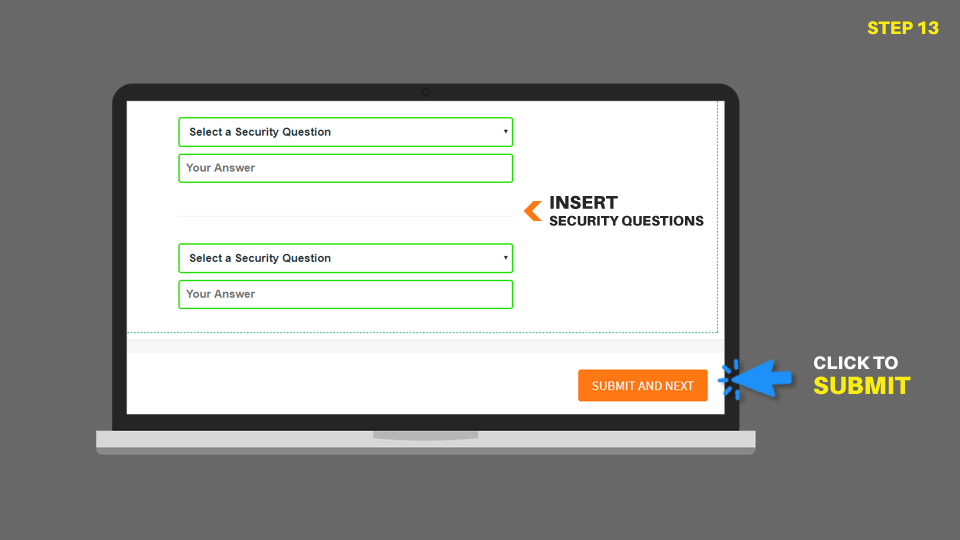 STEP 13
Select a Security Question
Your Answer
INSERT
SECURITY QUESTIONS
Select a Security Question
Your Answer
SUBMIT AND NEXT
CLICK TO
SUBMIT